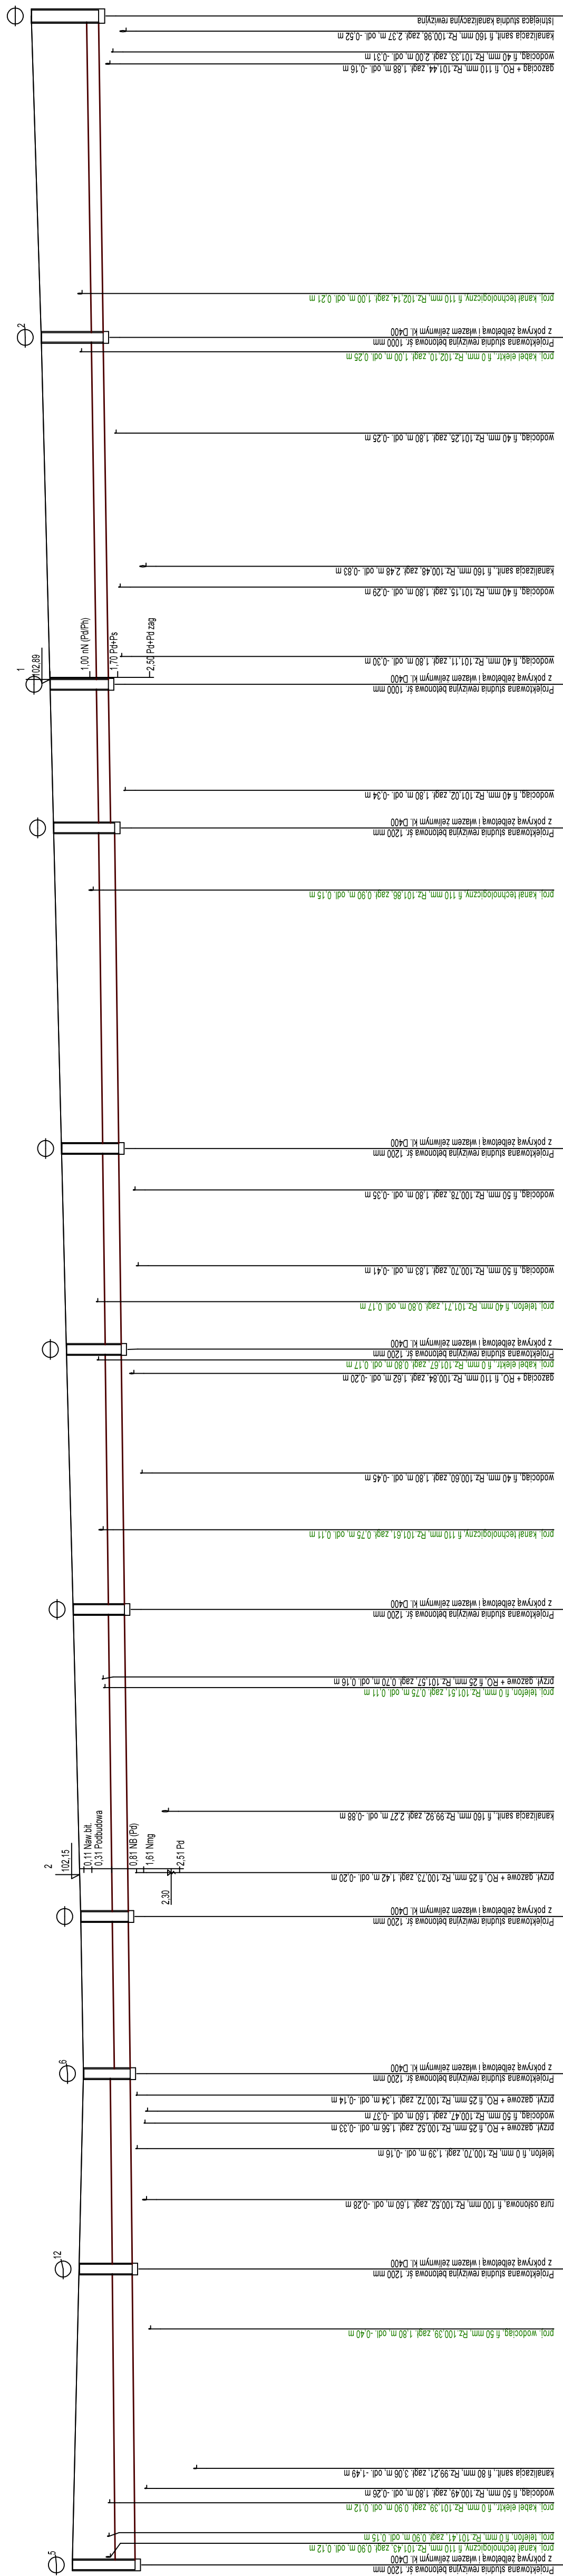 Istniejąca studnia kanalizacyjna rewizyjna
kanalizacja sanit., fi 160 mm, Rz.100,98, zagł. 2,37 m, odl. -0,52 m
wodociąg, fi 40 mm, Rz.101,33, zagł. 2,00 m, odl. -0,31 m
gazociąg + RO, fi 110 mm, Rz.101,44, zagł. 1,88 m, odl. -0,16 m
proj. kanał technologiczny, fi 110 mm, Rz.102,14, zagł. 1,00 m, odl. 0,21 m
2
z pokrywą żelbetową i włazem żeliwnym kl. D400
Projektowana studnia rewizyjna betonowa śr. 1000 mm
proj. kabel elektr., fi 0 mm, Rz.102,10, zagł. 1,00 m, odl. 0,25 m
wodociąg, fi 40 mm, Rz.101,25, zagł. 1,80 m, odl. -0,25 m
kanalizacja sanit., fi 160 mm, Rz.100,48, zagł. 2,48 m, odl. -0,83 m
wodociąg, fi 40 mm, Rz.101,15, zagł. 1,80 m, odl. -0,29 m
wodociąg, fi 40 mm, Rz.101,11, zagł. 1,80 m, odl. -0,30 m
1
102,89
1,00 nN (Pd/Ph)
1,70 Pd+Ps
2,50 Pd+Pd zag
z pokrywą żelbetową i włazem żeliwnym kl. D400
Projektowana studnia rewizyjna betonowa śr. 1000 mm
wodociąg, fi 40 mm, Rz.101,02, zagł. 1,80 m, odl. -0,34 m
z pokrywą żelbetową i włazem żeliwnym kl. D400
Projektowana studnia rewizyjna betonowa śr. 1200 mm
proj. kanał technologiczny, fi 110 mm, Rz.101,86, zagł. 0,90 m, odl. 0,15 m
z pokrywą żelbetową i włazem żeliwnym kl. D400
Projektowana studnia rewizyjna betonowa śr. 1200 mm
wodociąg, fi 50 mm, Rz.100,78, zagł. 1,80 m, odl. -0,35 m
wodociąg, fi 50 mm, Rz.100,70, zagł. 1,83 m, odl. -0,41 m
proj. telefon, fi 40 mm, Rz.101,71, zagł. 0,80 m, odl. 0,17 m
z pokrywą żelbetową i włazem żeliwnym kl. D400
Projektowana studnia rewizyjna betonowa śr. 1200 mm
proj. kabel elektr., fi 0 mm, Rz.101,67, zagł. 0,80 m, odl. 0,17 m
gazociąg + RO, fi 110 mm, Rz.100,84, zagł. 1,62 m, odl. -0,20 m
wodociąg, fi 40 mm, Rz.100,60, zagł. 1,80 m, odl. -0,45 m
proj. kanał technologiczny, fi 110 mm, Rz.101,61, zagł. 0,75 m, odl. 0,11 m
z pokrywą żelbetową i włazem żeliwnym kl. D400
Projektowana studnia rewizyjna betonowa śr. 1200 mm
przył. gazowe + RO, fi 25 mm, Rz.101,57, zagł. 0,70 m, odl. 0,16 m
proj. telefon, fi 0 mm, Rz.101,51, zagł. 0,75 m, odl. 0,11 m
kanalizacja sanit., fi 160 mm, Rz.99,92, zagł. 2,27 m, odl. -0,88 m
2
102,15
0,11 Naw.bit.
0,31 Podbudowa
0,81 NB (Pd)
1,61 Nmg
2,51 Pd
2,30
przył. gazowe + RO, fi 25 mm, Rz.100,73, zagł. 1,42 m, odl. -0,20 m
z pokrywą żelbetową i włazem żeliwnym kl. D400
Projektowana studnia rewizyjna betonowa śr. 1200 mm
6
z pokrywą żelbetową i włazem żeliwnym kl. D400
Projektowana studnia rewizyjna betonowa śr. 1200 mm
przył. gazowe + RO, fi 25 mm, Rz.100,72, zagł. 1,34 m, odl. -0,14 m
wodociąg, fi 50 mm, Rz.100,47, zagł. 1,60 m, odl. -0,37 m
przył. gazowe + RO, fi 25 mm, Rz.100,52, zagł. 1,56 m, odl. -0,33 m
telefon, fi 0 mm, Rz.100,70, zagł. 1,39 m, odl. -0,16 m
rura osłonowa, fi 100 mm, Rz.100,52, zagł. 1,60 m, odl. -0,28 m
12
z pokrywą żelbetową i włazem żeliwnym kl. D400
Projektowana studnia rewizyjna betonowa śr. 1200 mm
proj. wodociąg, fi 50 mm, Rz.100,39, zagł. 1,80 m, odl. -0,40 m
kanalizacja sanit., fi 80 mm, Rz.99,21, zagł. 3,06 m, odl. -1,49 m
wodociąg, fi 50 mm, Rz.100,49, zagł. 1,80 m, odl. -0,26 m
proj. kabel elektr., fi 0 mm, Rz.101,39, zagł. 0,90 m, odl. 0,12 m
proj. telefon, fi 0 mm, Rz.101,41, zagł. 0,90 m, odl. 0,15 m
proj. kanał technologiczny, fi 110 mm, Rz.101,43, zagł. 0,90 m, odl. 0,12 m
5
z pokrywą żelbetową i włazem żeliwnym kl. D400
Projektowana studnia rewizyjna betonowa śr. 1200 mm